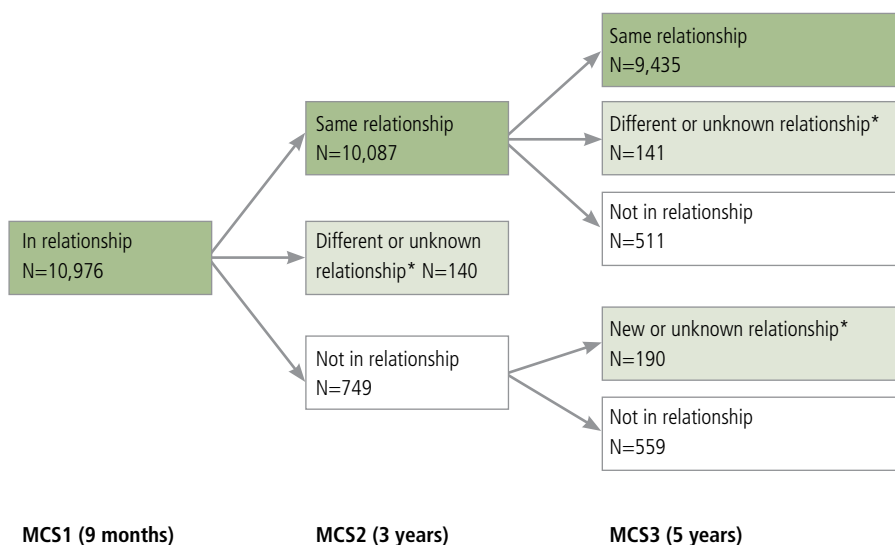 In relationship
N=10,976
Same relationship
N=10,087
Different or unknown
relationship* N=140
Not in relationship
N=749
Same relationship
N=9,435
Different or unknown relationship*
N=141
Not in relationship
N=511
New or unknown relationship*
N=190
Not in relationship
N=559
MCS1 (9 months)
MCS2 (3 years)
MCS3 (5 years)